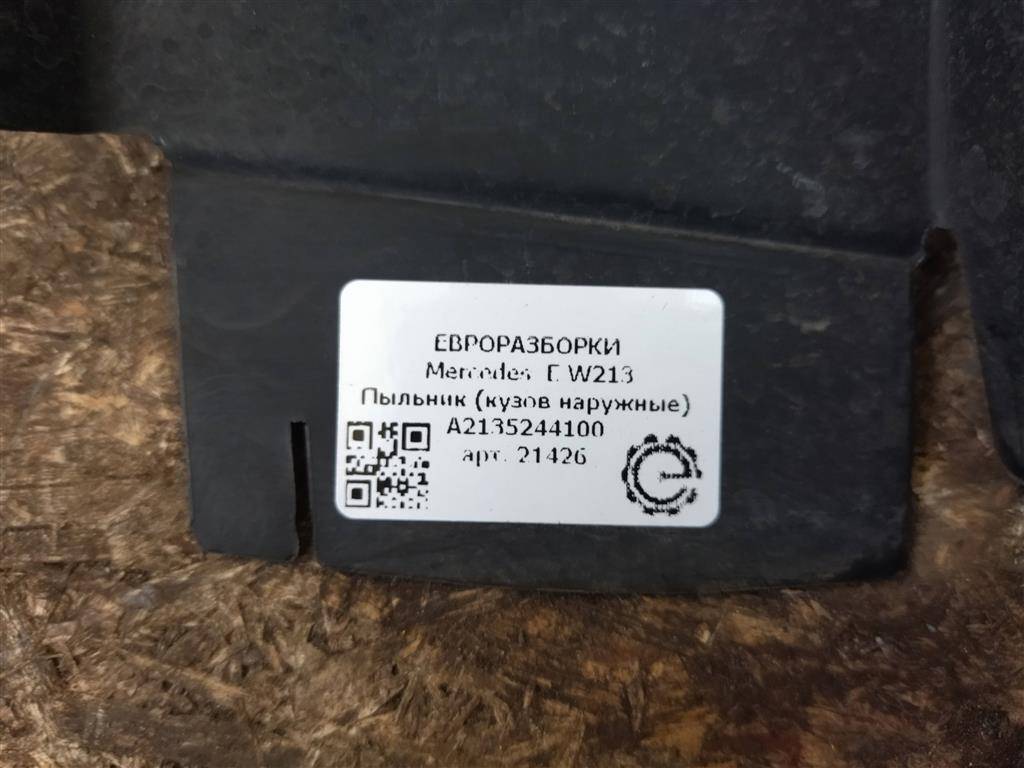 ЕВРОРАЗБОРКИ
Mercedes E W213
Пыльник (кузов наружные)
A2135244100
арт. 21426